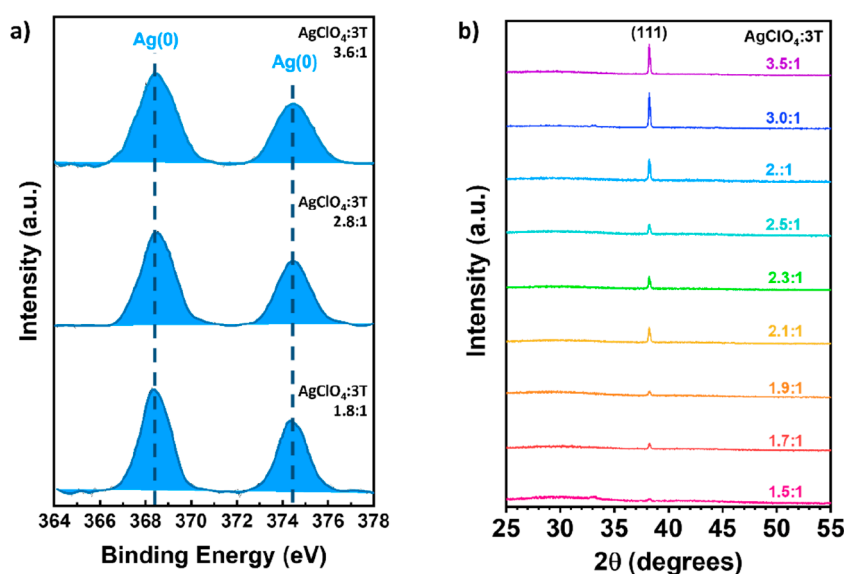 a)
Ag(0)
AgClO₄:3T
3.6:1
Ag(0)
AgClO₄:3T
2.8:1
AgClO₄:3T
1.8:1
Intensity (a.u.)
364 366 368 370 372 374 376 378
Binding Energy (eV)
b)
(111)
AgClO₄:3T
3.5:1
3.0:1
2.:1
2.5:1
2.3:1
2.1:1
1.9:1
1.7:1
1.5:1
Intensity (a.u.)
25 30 35 40 45 50 55
2θ (degrees)